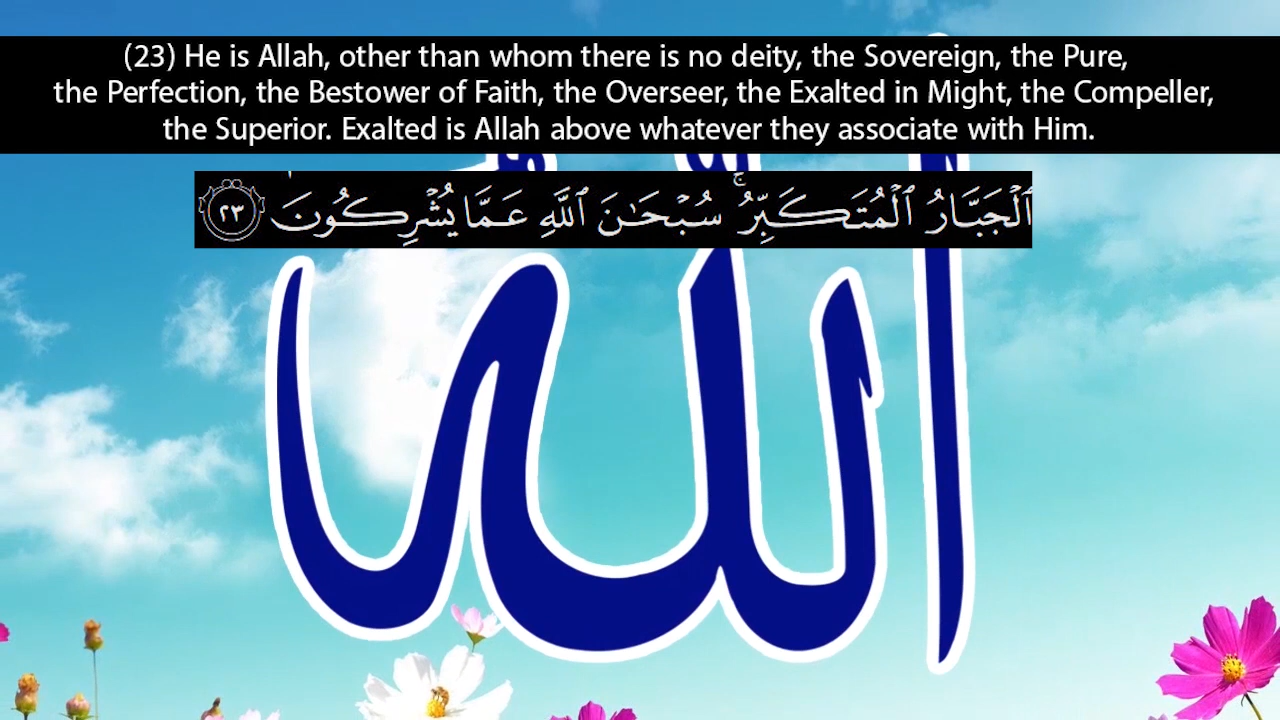 (23) He is Allah, other than whom there is no deity, the Sovereign, the Pure,
the Perfection, the Bestower of Faith, the Overseer, the Exalted in Might, the Compeller,
the Superior. Exalted is Allah above whatever they associate with Him.
ٱلْجَبَّارُ ٱلْمُتَكَبِّرُ ۚ سُبْحَٰنَ ٱللَّهِ عَمَّا يُشْرِكُونَ ٢٣
الله